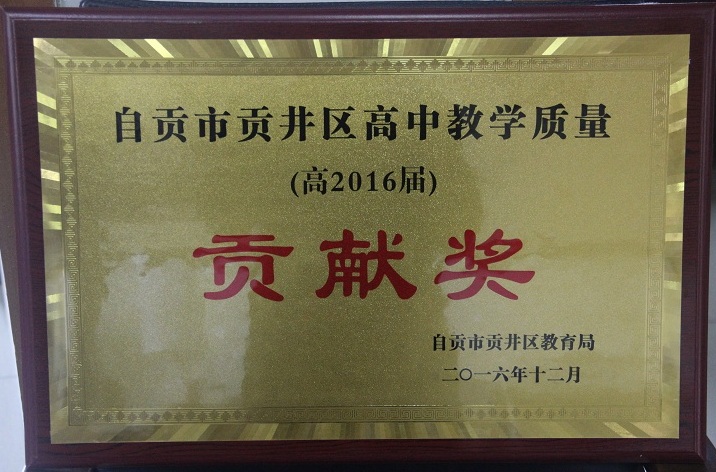 自贡市贡井区高中教学质量
(高2016届)
贡献奖
自贡市贡井区教育局
二〇一六年十二月